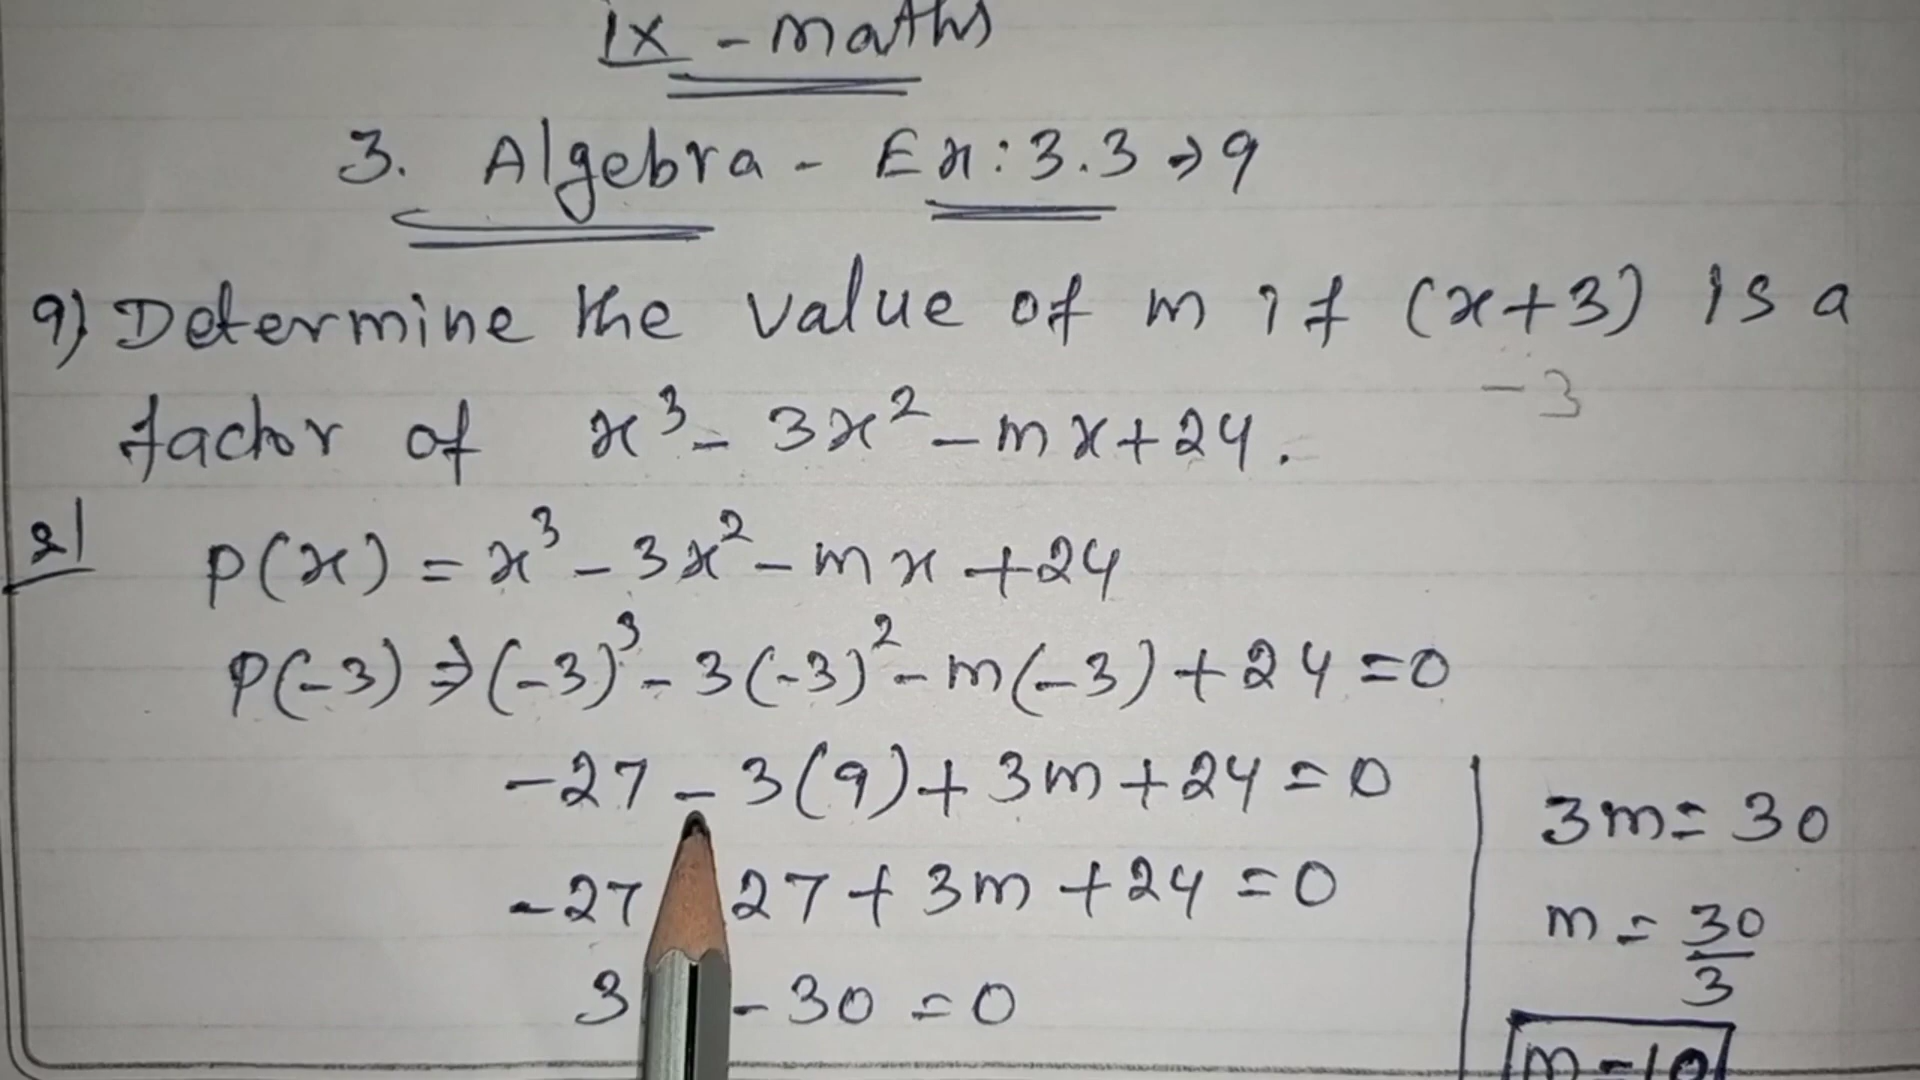 IX - maths
3. Algebra - Ex: 3.3 ⇒ 9
9) Determine the value of m if (x+3) is a
-3
factor of x³ - 3x² - mx + 24.
P(x) = x³ - 3x² - mx + 24
P(-3) ⇒ (-3)³ - 3(-3)² - m(-3) + 24 = 0
-27 - 3(9) + 3m + 24 = 0
-27 27 + 3m + 24 = 0
3 - 30 = 0
3m = 30
m = 30/3
m = 10